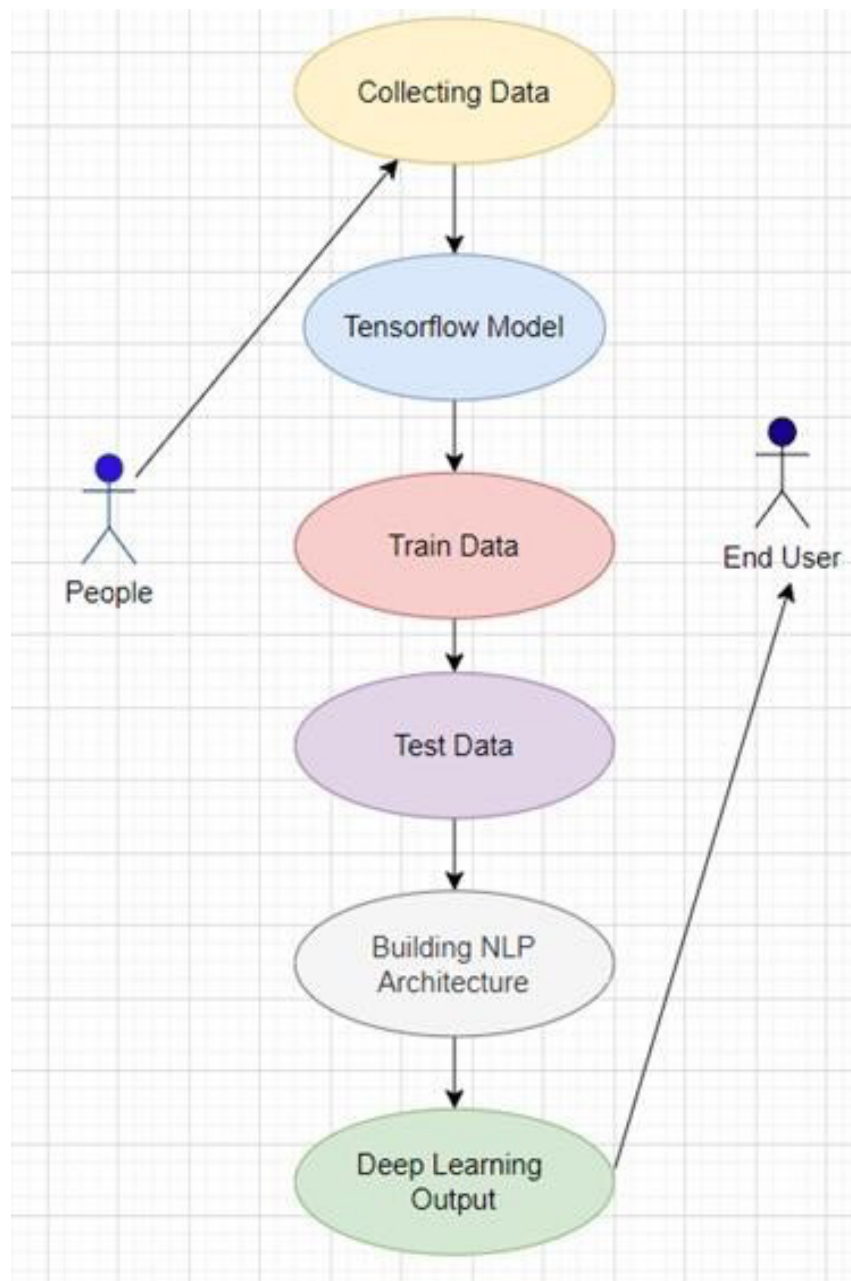 Collecting Data
Tensorflow Model
Train Data
People
End User
Test Data
Building NLP
Architecture
Deep Learning
Output